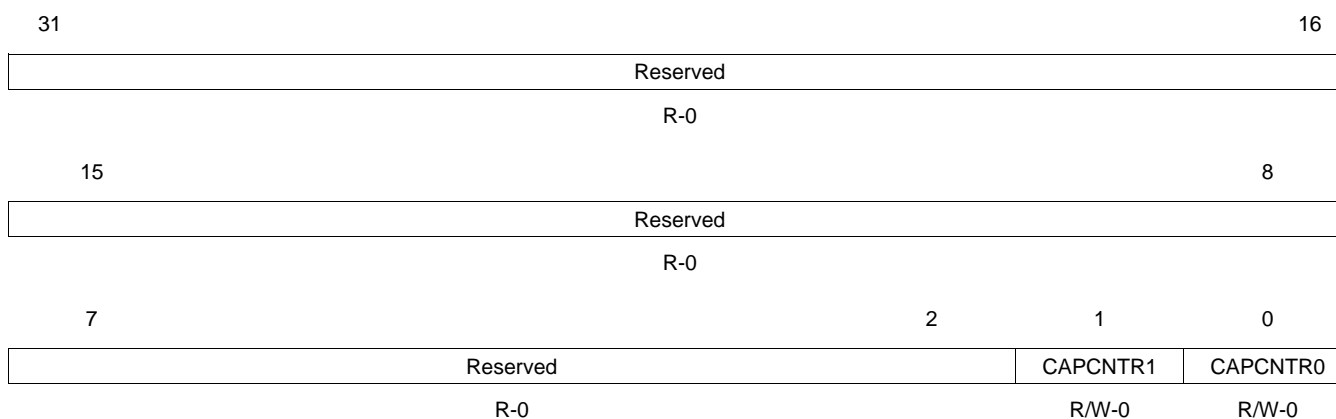 31 16
Reserved
R-0
15 8
Reserved
R-0
7 2 1 0
Reserved CAPCNTR1 CAPCNTR0
R-0 R/W-0 R/W-0